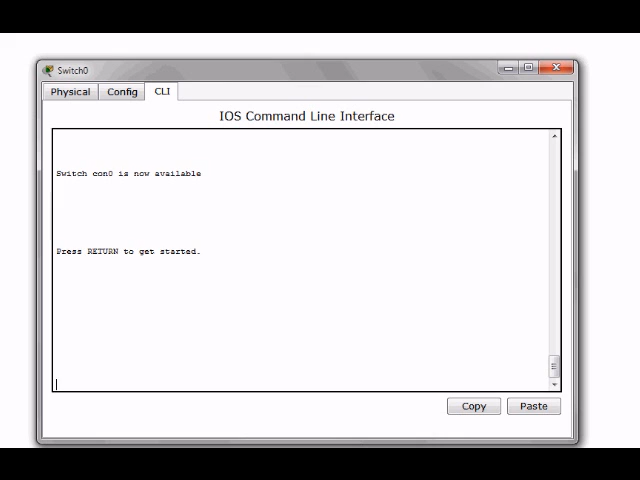 Switch0
Physical Config CLI
IOS Command Line Interface
Switch con0 is now available
Press RETURN to get started.
Copy Paste